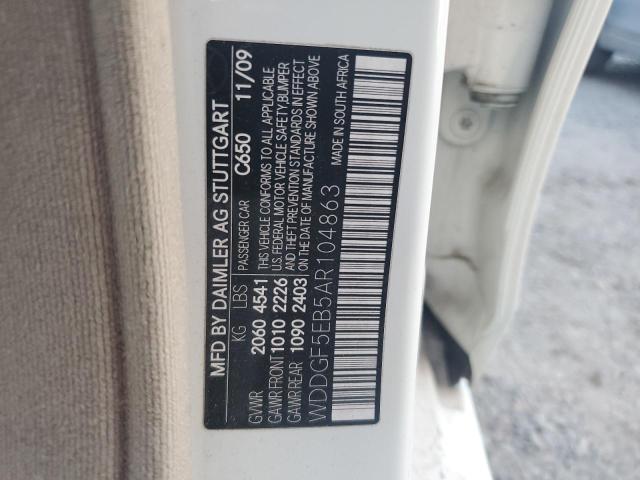 MFD BY DAIMLER AG STUTTGART
KG LBS PASSENGER CAR C650 11/09
GVWR 2060 4541 THIS VEHICLE CONFORMS TO ALL APPLICABLE
GAWR FRONT 1010 2226 U.S. FEDERAL MOTOR VEHICLE SAFETY, BUMPER
GAWR REAR 1090 2403 AND THEFT PREVENTION STANDARDS IN EFFECT
ON THE DATE OF MANUFACTURE SHOWN ABOVE
WDDGF5EB5AR104863 MADE IN SOUTH AFRICA